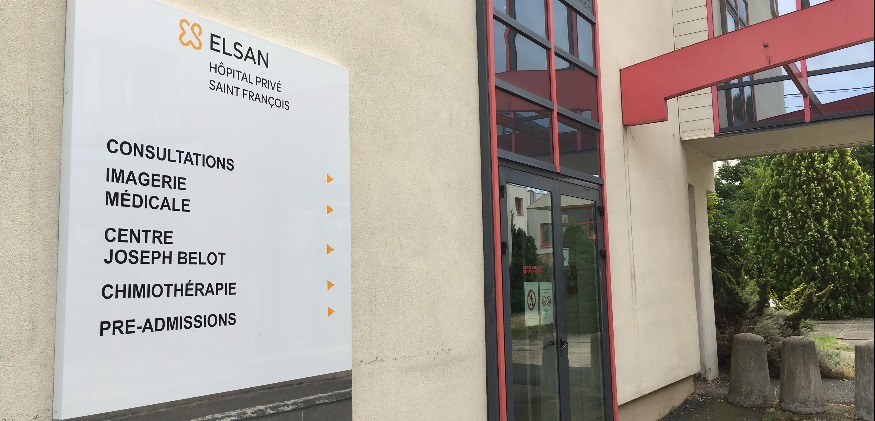 ELSAN
HÔPITAL PRIVÉ
SAINT FRANÇOIS
CONSULTATIONS
IMAGERIE
MÉDICALE
CENTRE
JOSEPH BELOT
CHIMIOTHÉRAPIE
PRE-ADMISSIONS